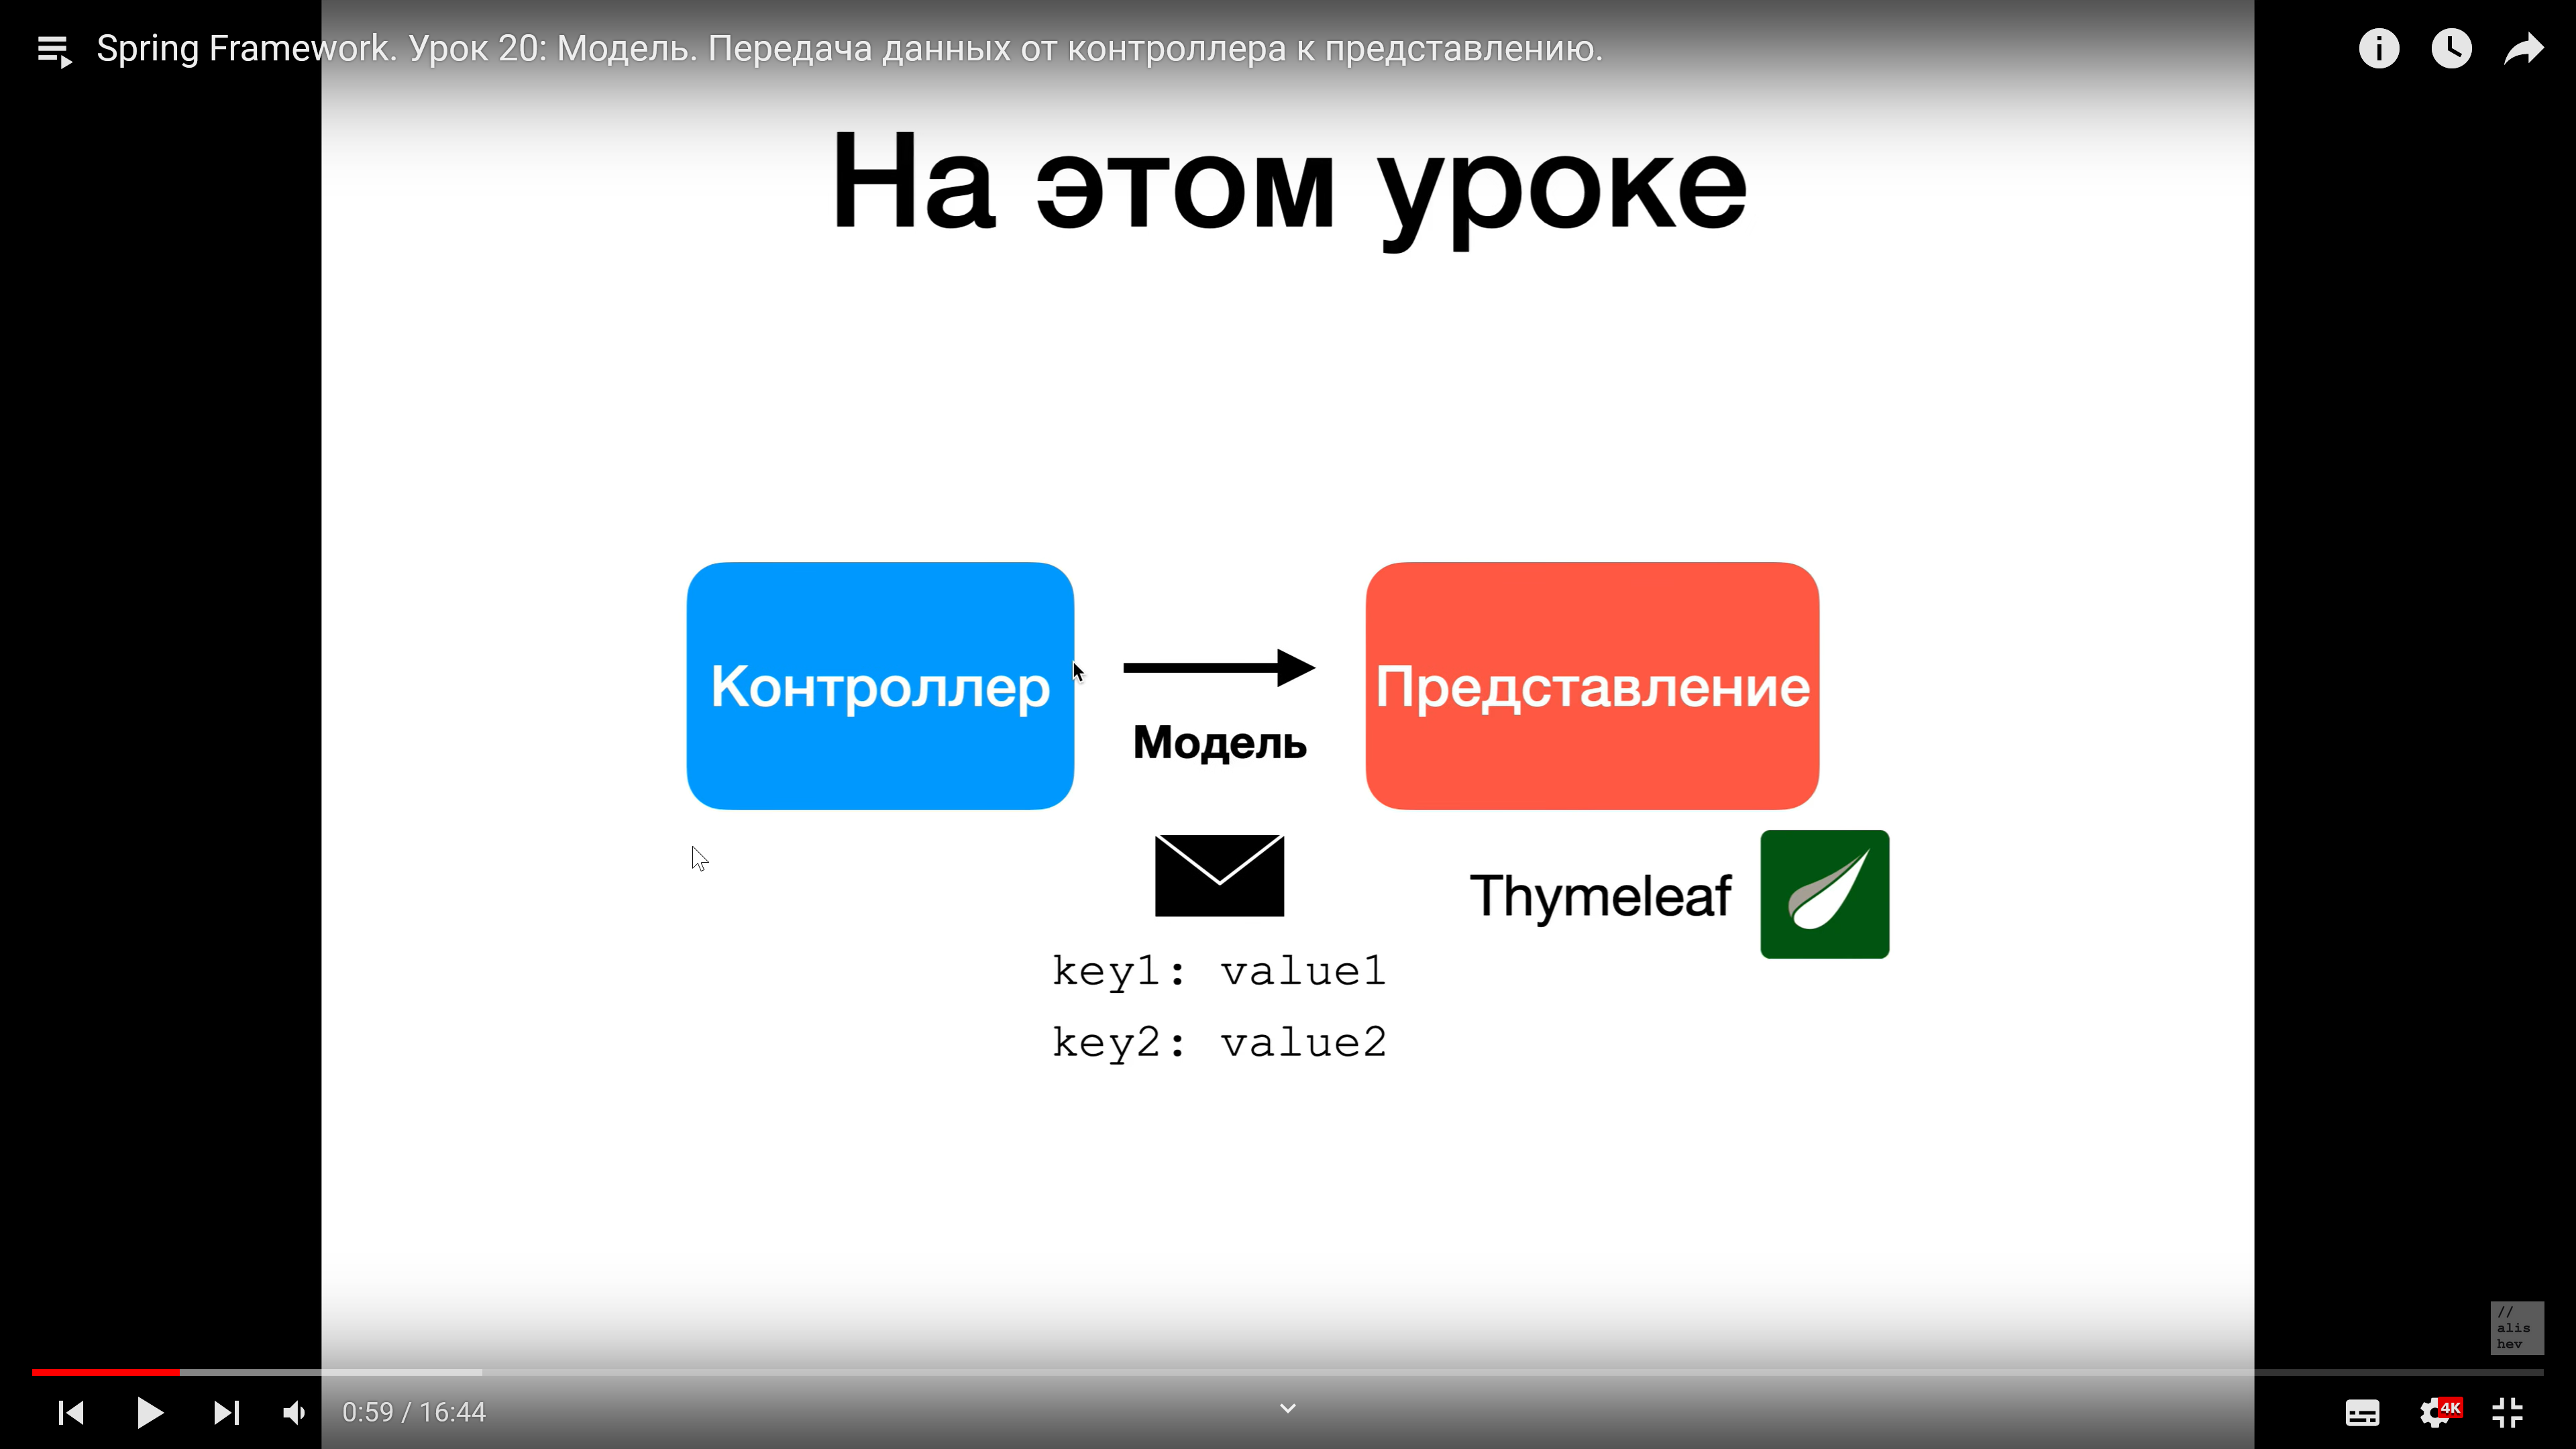 Spring Framework. Урок 20: Модель. Передача данных от контроллера к представлению.
На этом уроке
Контроллер
Представление
Модель
Thymeleaf
key1: value1
key2: value2
//
alis
hev
0:59 / 16:44
4K